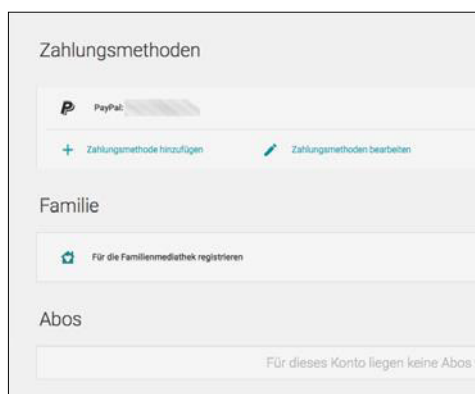 Zahlungsmethoden
PayPal:
Zahlungsmethode hinzufügen
Zahlungsmethoden bearbeiten
Familie
Für die Familienmediathek registrieren
Abos
Für dieses Konto liegen keine Abos